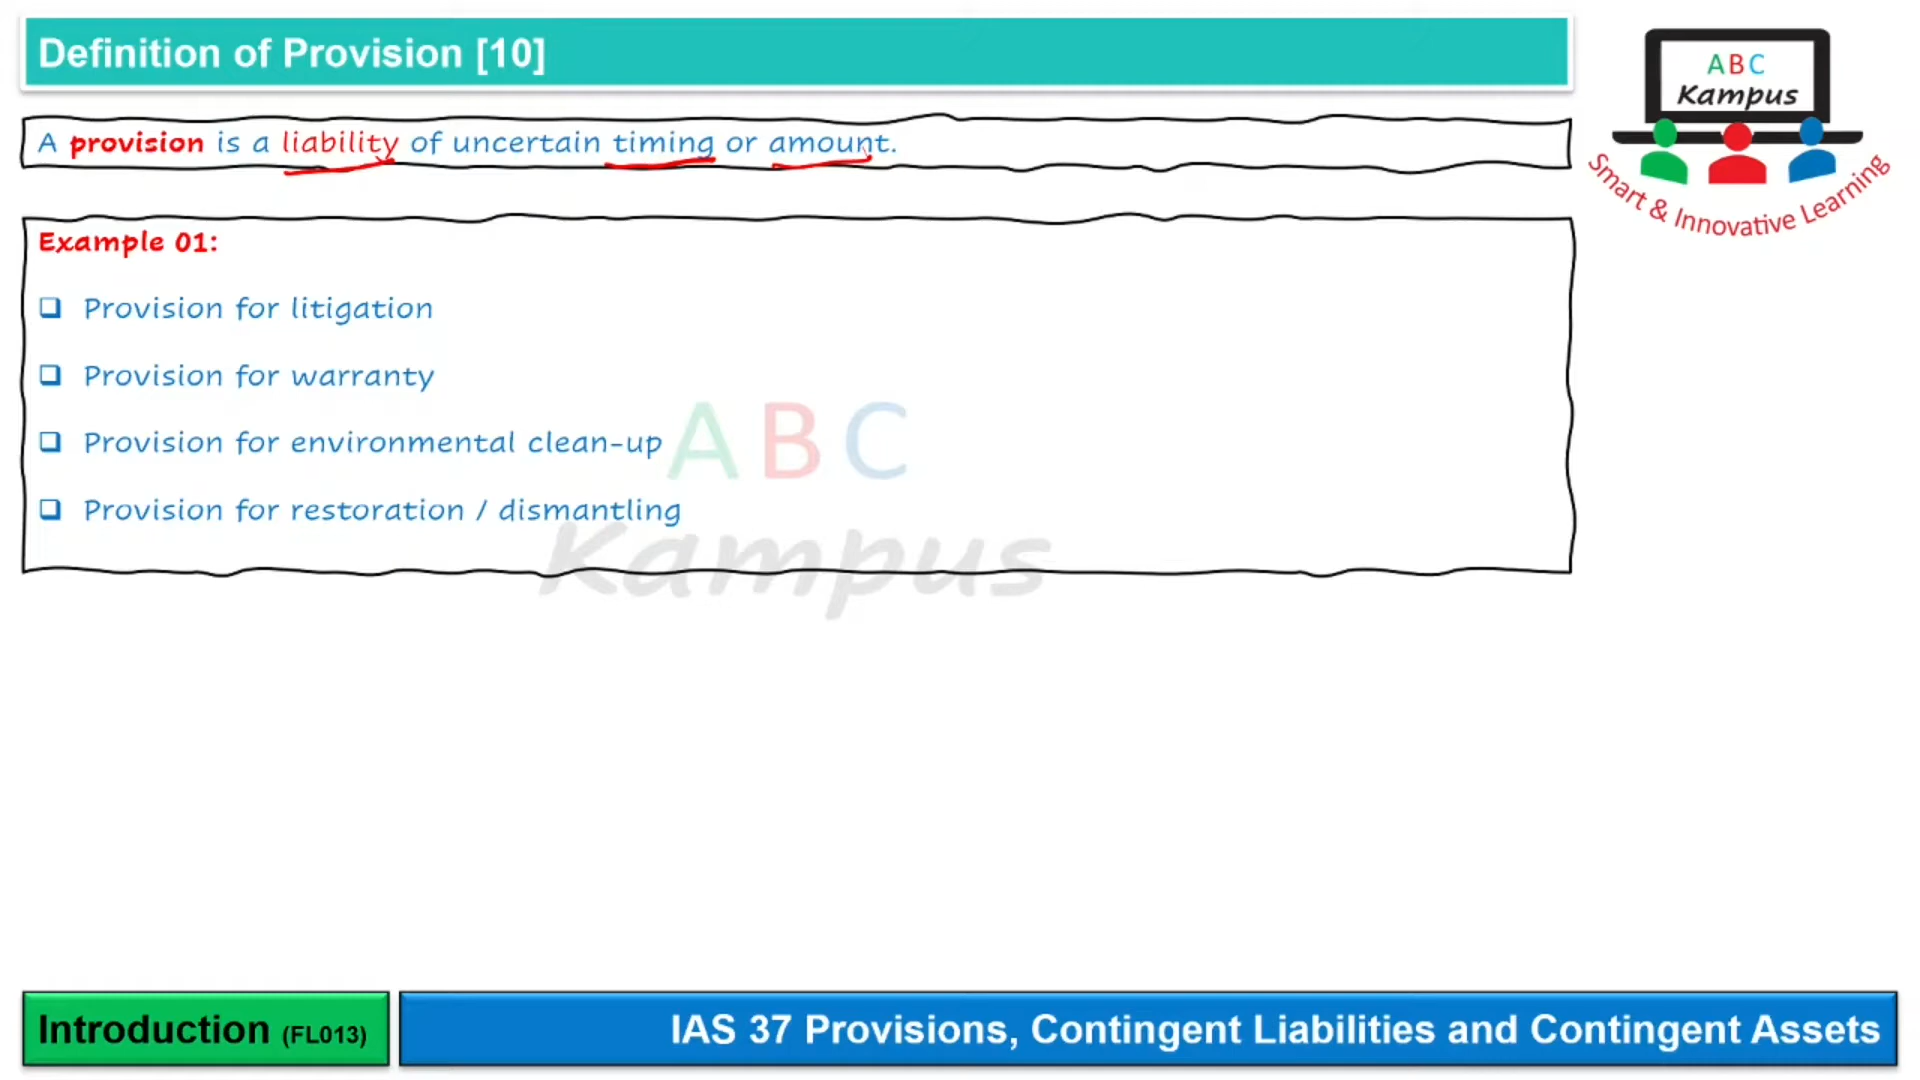 Definition of Provision [10]
A provision is a liability of uncertain timing or amount.
Example 01:
Provision for litigation
Provision for warranty
Provision for environmental clean-up
Provision for restoration / dismantling
ABC
Kampus
ABC
Kampus
Smart & Innovative Learning
Introduction (FL013)
IAS 37 Provisions, Contingent Liabilities and Contingent Assets